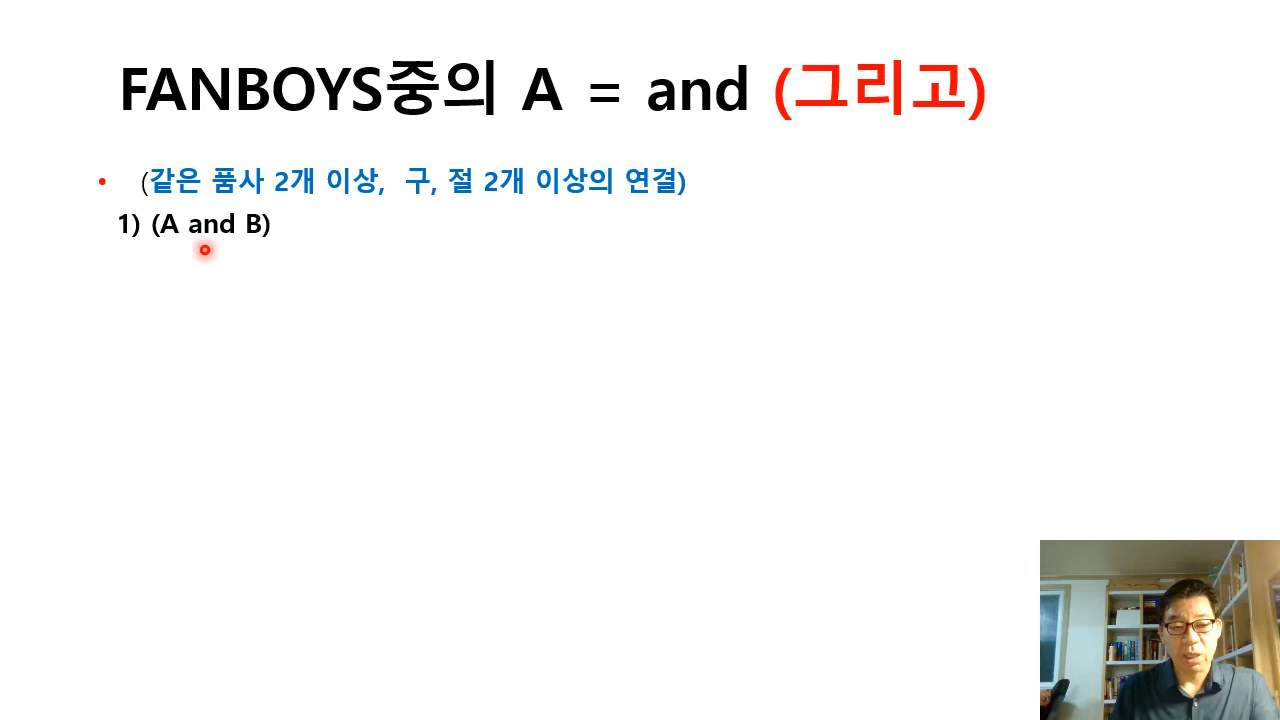 FANBOYS중의 A = and (그리고)
• (같은 품사 2개 이상, 구, 절 2개 이상의 연결)
1) (A and B)